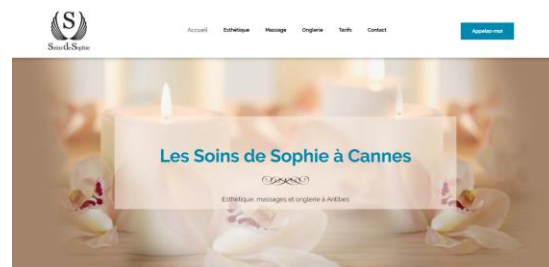 S
Soins de Sophie
Accueil Esthétique Massage Onglerie Tarifs Contact
Appelez-moi
Les Soins de Sophie à Cannes
Esthétique, massages et onglerie à Antibes